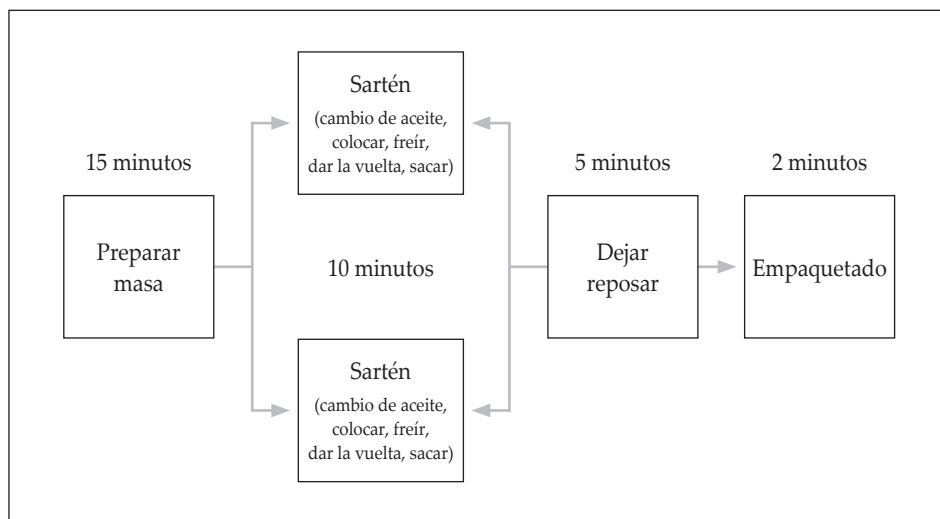 Sartén
(cambio de aceite,
colocar, freír,
dar la vuelta, sacar)
15 minutos
5 minutos
2 minutos
Preparar
masa
10 minutos
Dejar
reposar
Empaquetado
Sartén
(cambio de aceite,
colocar, freír,
dar la vuelta, sacar)